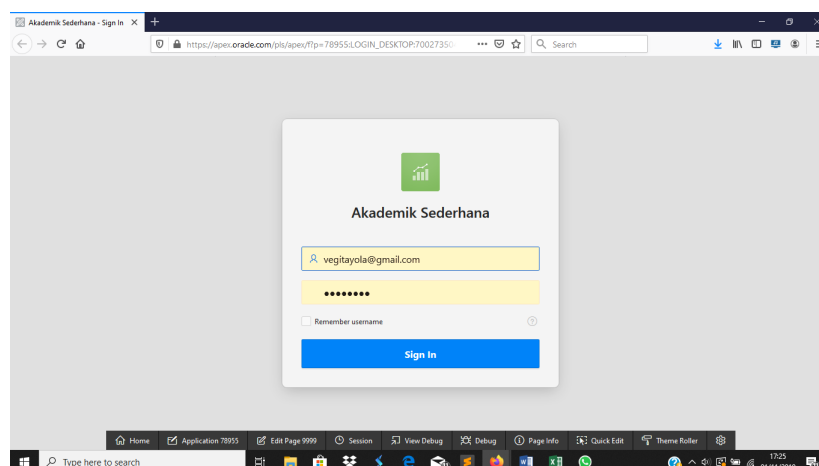 Akademik Sederhana - Sign In
https://apex.oracle.com/pls/apex/f?p=78955:LOGIN_DESKTOP:70027350
Search
Akademik Sederhana
vegitayola@gmail.com
Remember username
Sign In
Home Application 78955 Edit Page 9999 Session View Debug Debug Page Info Quick Edit Theme Roller
Type here to search
17:25